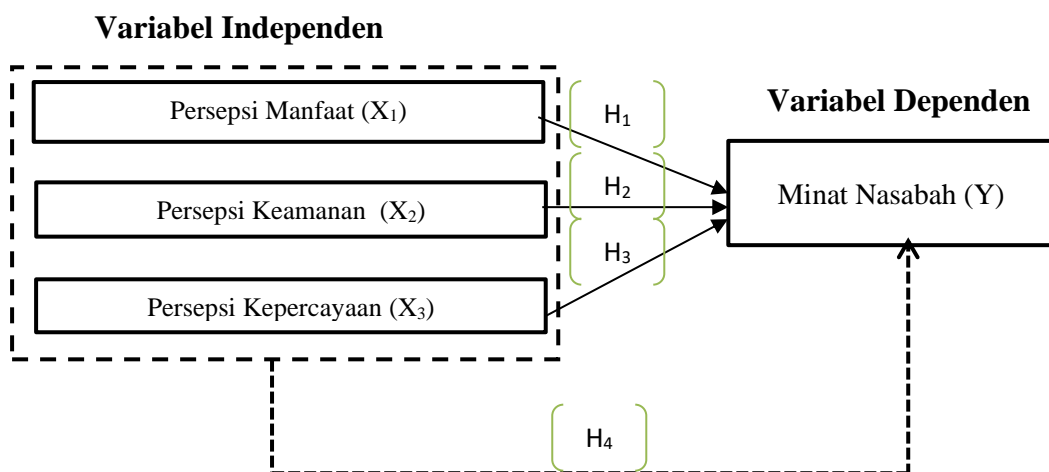 Variabel Independen
Persepsi Manfaat (X₁)
H₁
Variabel Dependen
Persepsi Keamanan (X₂)
H₂
Minat Nasabah (Y)
H₃
Persepsi Kepercayaan (X₃)
H₄